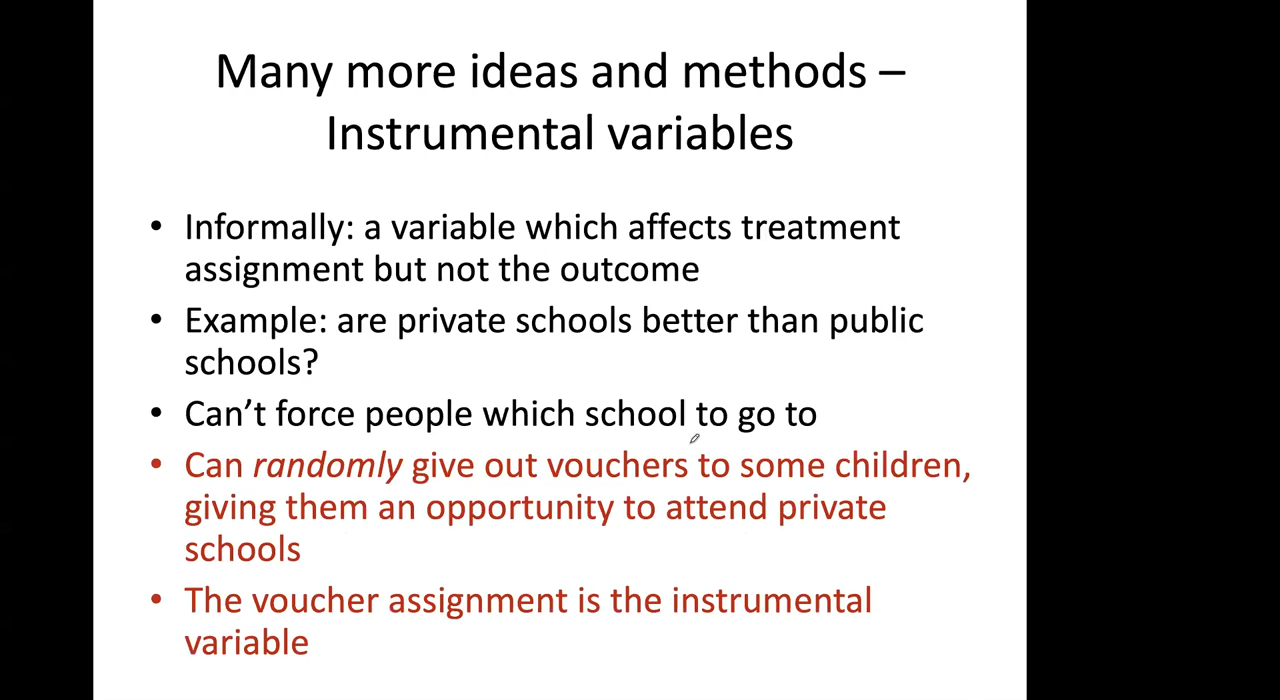 Many more ideas and methods –
Instrumental variables
• Informally: a variable which affects treatment
assignment but not the outcome
• Example: are private schools better than public
schools?
• Can’t force people which school to go to
• Can randomly give out vouchers to some children,
giving them an opportunity to attend private
schools
• The voucher assignment is the instrumental
variable